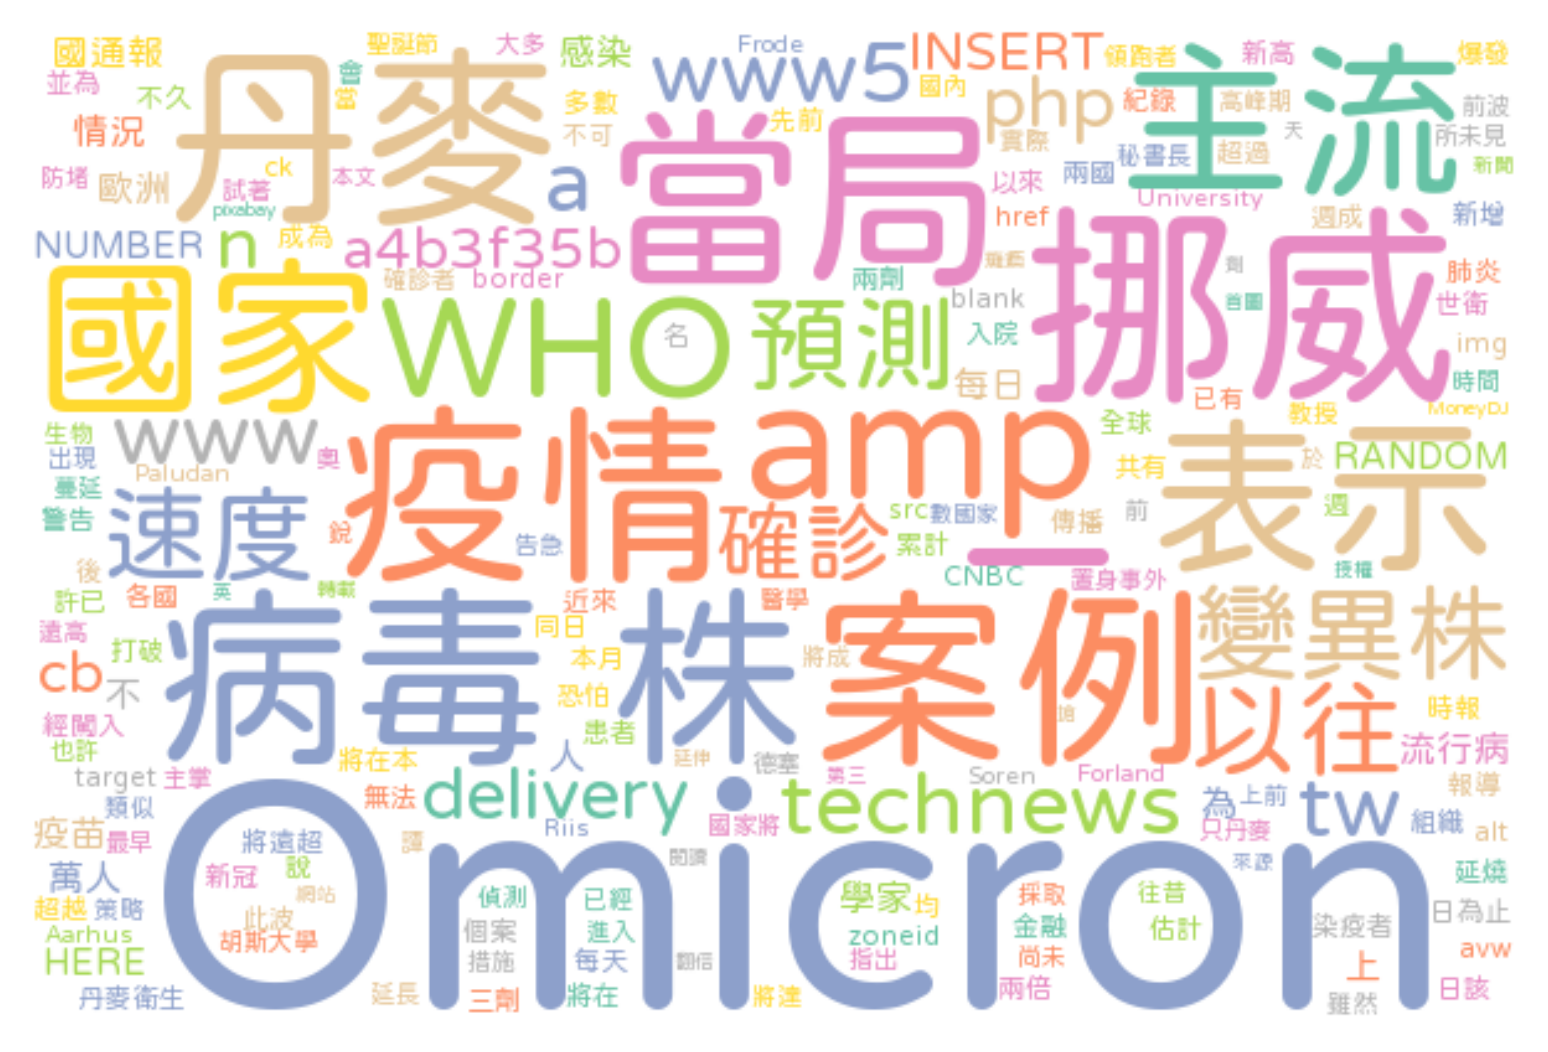 國通報 聖誕節 大多 感染 Frode INSERT 領跑者 新高 爆發
並為 不久 丹麥 會 當 多數 www5 國內 php 紀錄 高峰期 主流 前波
情況 ck 不可 先前 實際 秘書長 超過 天 所未見
防堵 歐洲 試著 本文 a 當局 以來 兩國 University 新聞
pixabay href 週成 新增
NUMBER n 成為 a4b3f35b 挪威
確診者 border 兩劑 劑 肺炎
國家 WHO 名 預測 blank 首圖 世衛
入院 img
每日 已有 時間
教授 MoneyDJ
生物 www 奧 疫情 amp 全球 表示 於 RANDOM
出現 Paludan 共有
蔓延 速度 確診 src 數國家 傳播 前 週
警告 銳 告急 累計 _
後 CNBC 置身事外 授權
許已 各國 英 轉載 近來 醫學 變異株
遠高 打破 病毒株 同日 案例
cb 不 本月 將成
恐怕 以往 時報
經闖入 患者
也許 將在本 人 延伸 德塞 流行病
target 主掌 第三 Soren Forland 報導
類似 無法 delivery technews 為 上前 tw 組織
疫苗 最早 Riis 國家將 只丹麥 alt
將遠超 譯 閱讀 來源
萬人 新冠 說 Omicron 延燒
超越 策略 網站 偵測 已經 學家 均 採取 往昔
Aarhus 此波 個案 進入 zoneid 金融 估計 染疫者 日為止
HERE 胡斯大學 措施 每天 翻信 指出 尚未 上 avw
丹麥衛生 延長 三劑 將在 將達 兩倍 雖然 日該